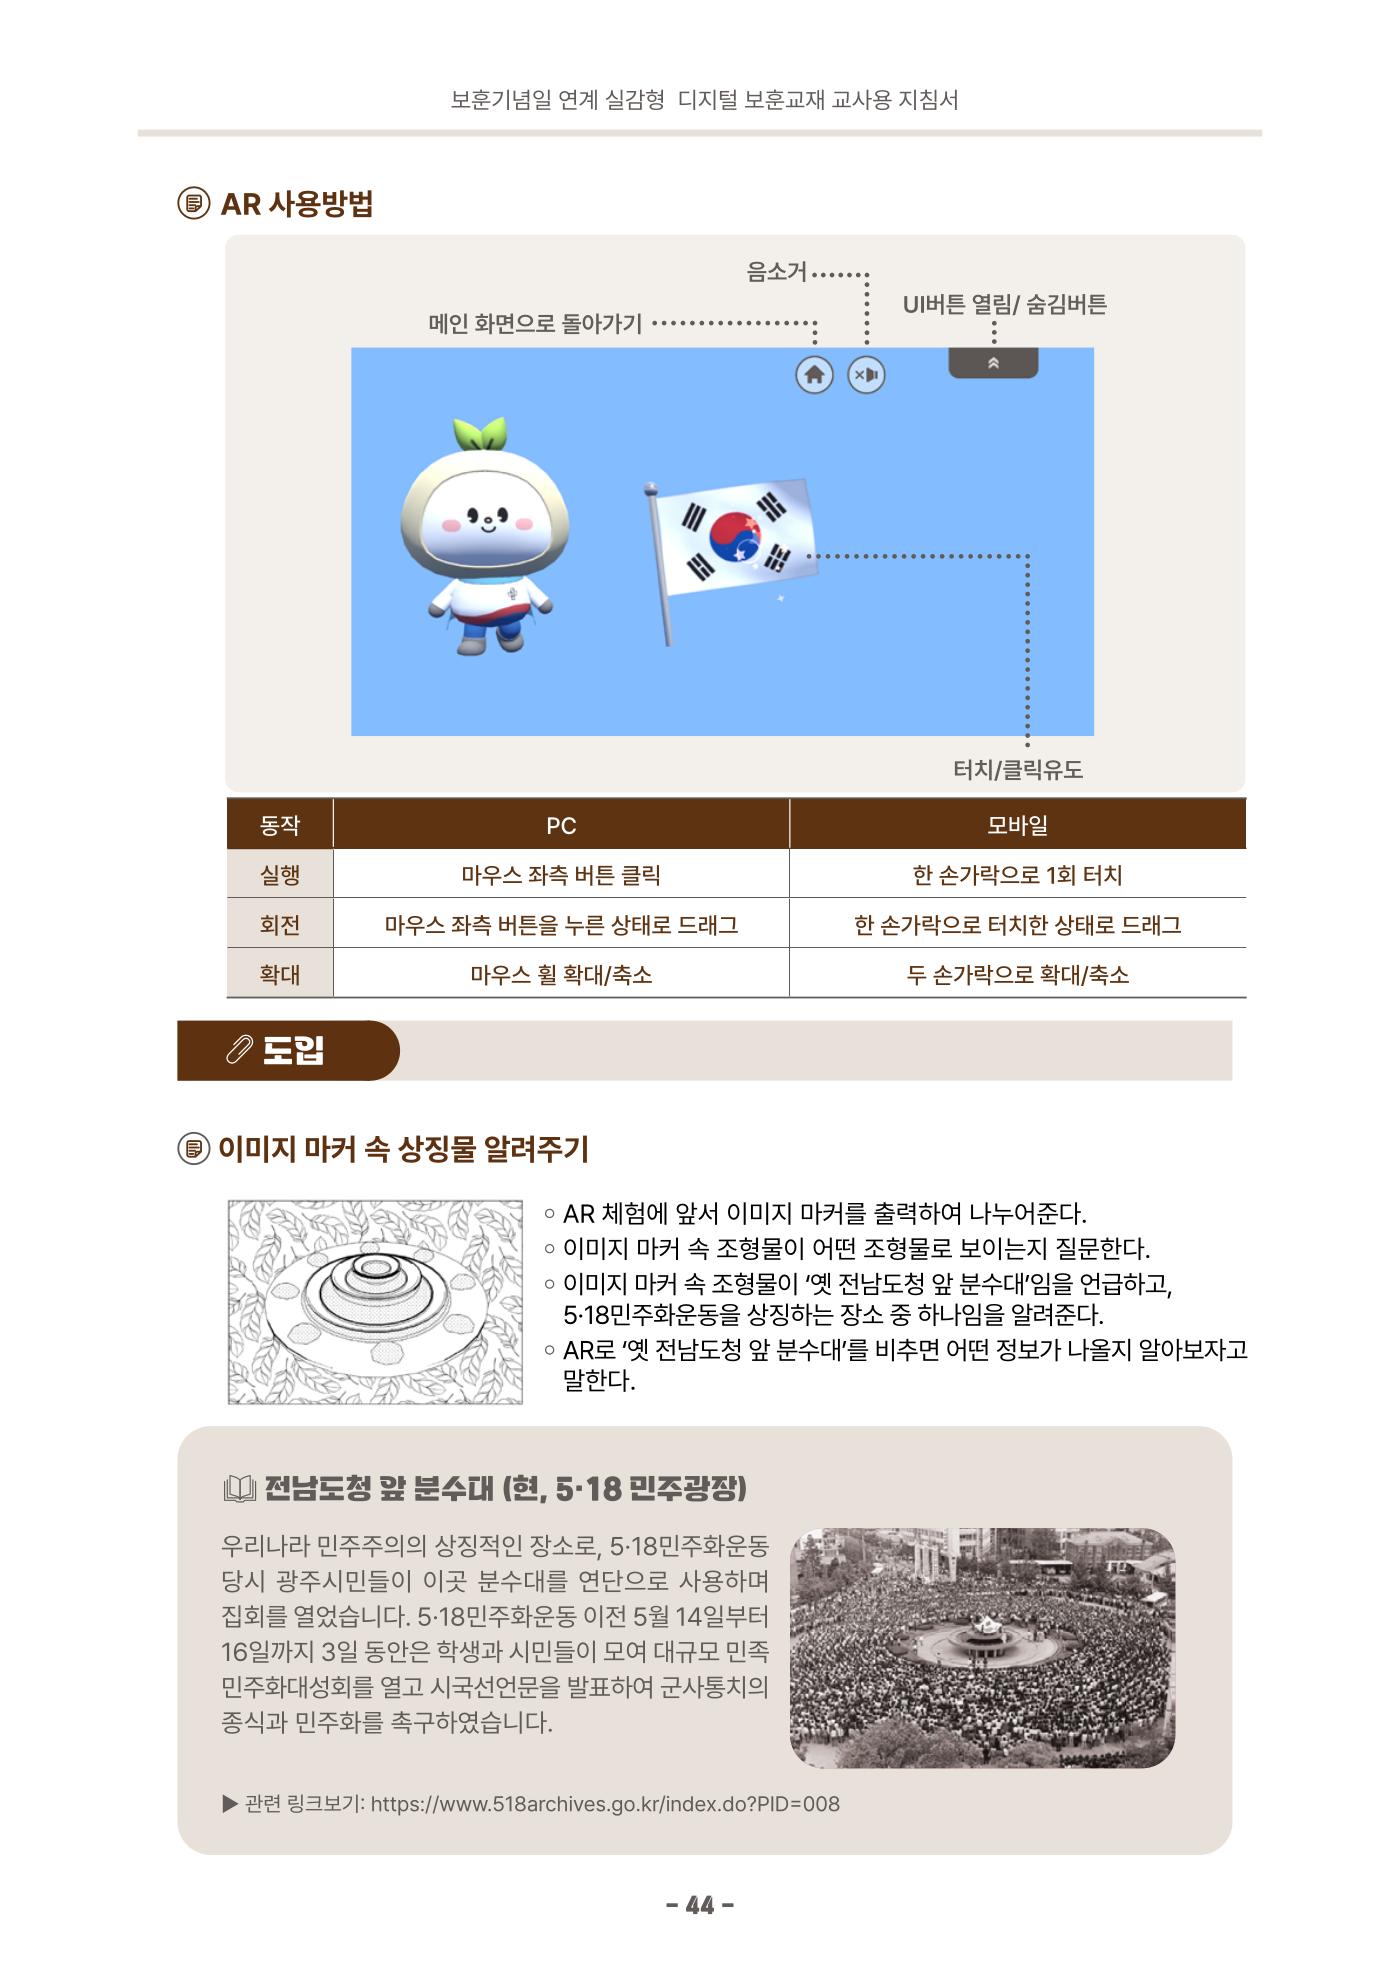 보훈기념일 연계 실감형 디지털 보훈교재 교사용 지침서
AR 사용방법
음소거
UI버튼 열림/ 숨김버튼
메인 화면으로 돌아가기
터치/클릭유도
동작 PC 모바일
실행 마우스 좌측 버튼 클릭 한 손가락으로 1회 터치
회전 마우스 좌측 버튼을 누른 상태로 드래그 한 손가락으로 터치한 상태로 드래그
확대 마우스 휠 확대/축소 두 손가락으로 확대/축소
도입
이미지 마커 속 상징물 알려주기
○ AR 체험에 앞서 이미지 마커를 출력하여 나누어준다.
○ 이미지 마커 속 조형물이 어떤 조형물로 보이는지 질문한다.
○ 이미지 마커 속 조형물이 ‘옛 전남도청 앞 분수대’임을 언급하고,
5·18민주화운동을 상징하는 장소 중 하나임을 알려준다.
○ AR로 ‘옛 전남도청 앞 분수대’를 비추면 어떤 정보가 나올지 알아보자고
말한다.
전남도청 앞 분수대 (현, 5·18 민주광장)
우리나라 민주주의의 상징적인 장소로, 5·18민주화운동
당시 광주시민들이 이곳 분수대를 연단으로 사용하며
집회를 열었습니다. 5·18민주화운동 이전 5월 14일부터
16일까지 3일 동안은 학생과 시민들이 모여 대규모 민족
민주화대성회를 열고 시국선언문을 발표하여 군사통치의
종식과 민주화를 촉구하였습니다.
▶ 관련 링크보기: https://www.518archives.go.kr/index.do?PID=008
- 44 -